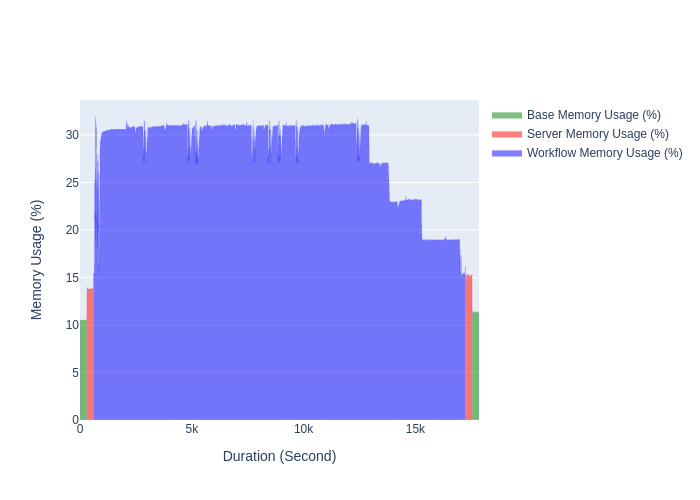 Base Memory Usage (%)
Server Memory Usage (%)
Workflow Memory Usage (%)
Memory Usage (%)
30
25
20
15
10
5
0
0
5k
10k
15k
Duration (Second)